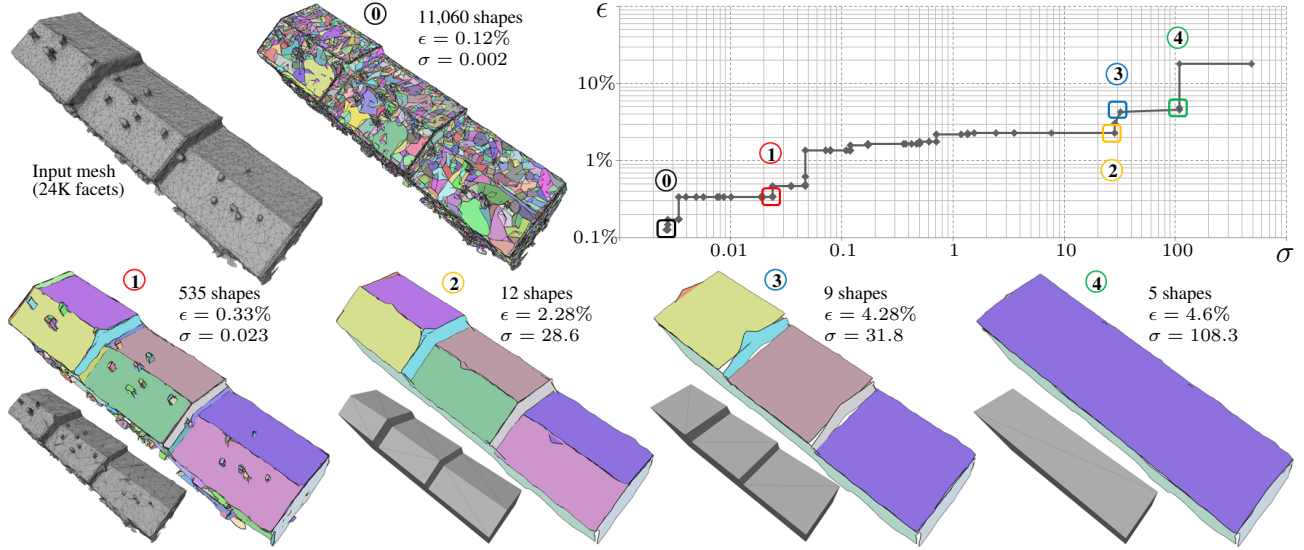 0
11,060 shapes
ϵ = 0.12%
σ = 0.002
Input mesh
(24K facets)
ϵ
10%
1%
0.1%
0
1
2
3
4
0.01
0.1
1
10
100
σ
1
535 shapes
ϵ = 0.33%
σ = 0.023
2
12 shapes
ϵ = 2.28%
σ = 28.6
3
9 shapes
ϵ = 4.28%
σ = 31.8
4
5 shapes
ϵ = 4.6%
σ = 108.3